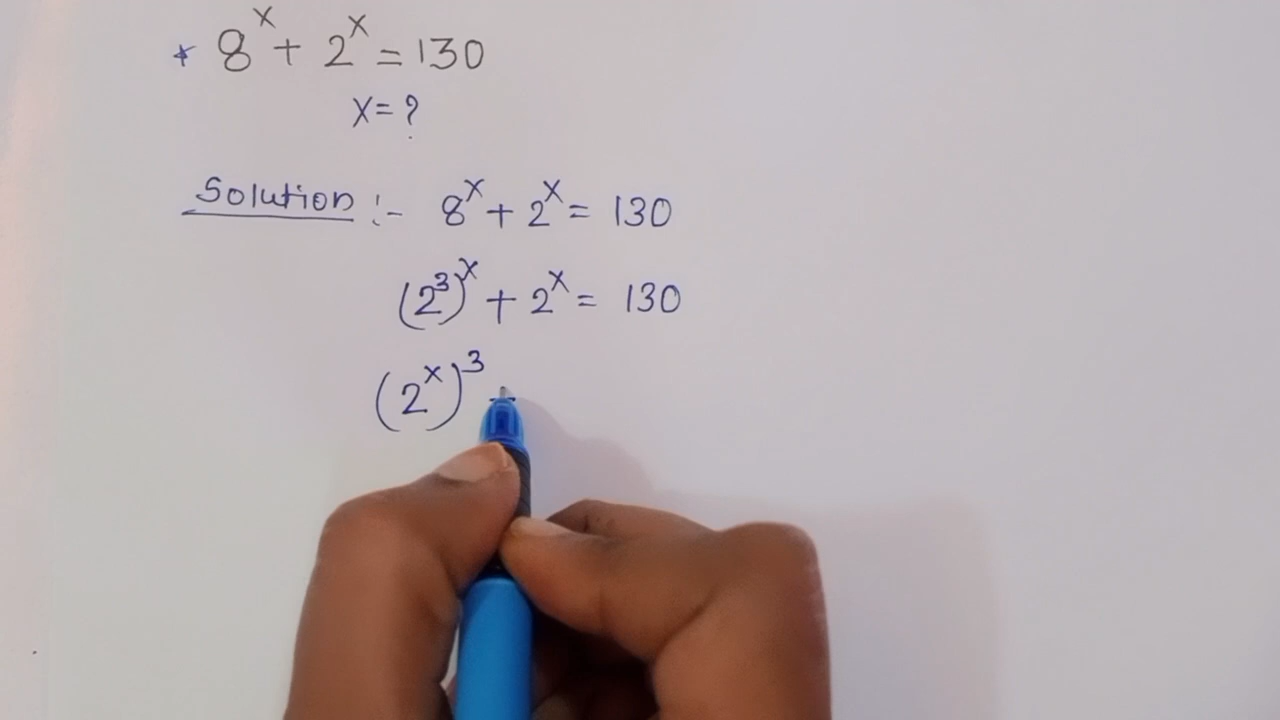 * 8^x + 2^x = 130
x = ?
Solution :- 8^x + 2^x = 130
(2^3)^x + 2^x = 130
(2^x)^3